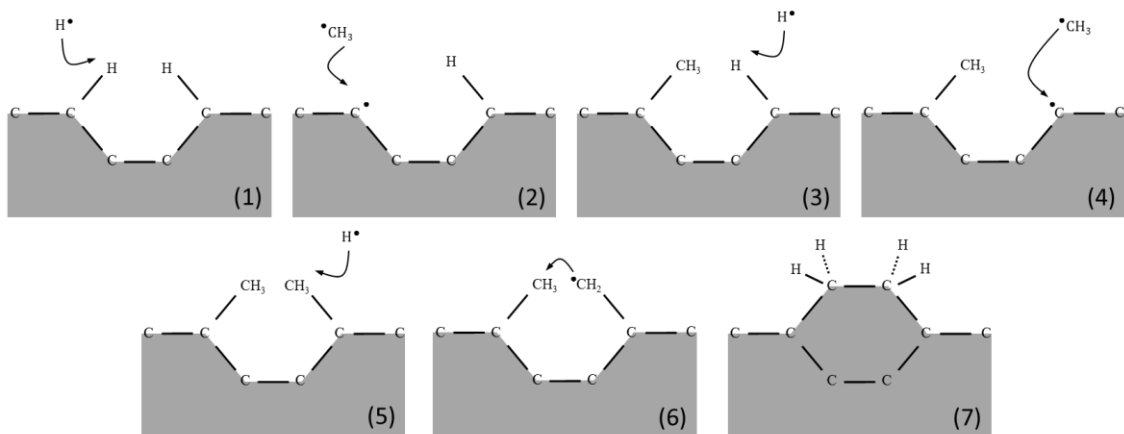 H•
H H
C C C C
C C
(1)
•CH₃
H
C C• C C
C C
(2)
H•
CH₃ H
C C C C
C C
(3)
•CH₃
CH₃
C C •C C
C C
(4)
H•
CH₃ CH₃
C C C C
C C
(5)
CH₃ •CH₂
C C C C
C C
(6)
H H
H C C H
C C C C
C C
(7)